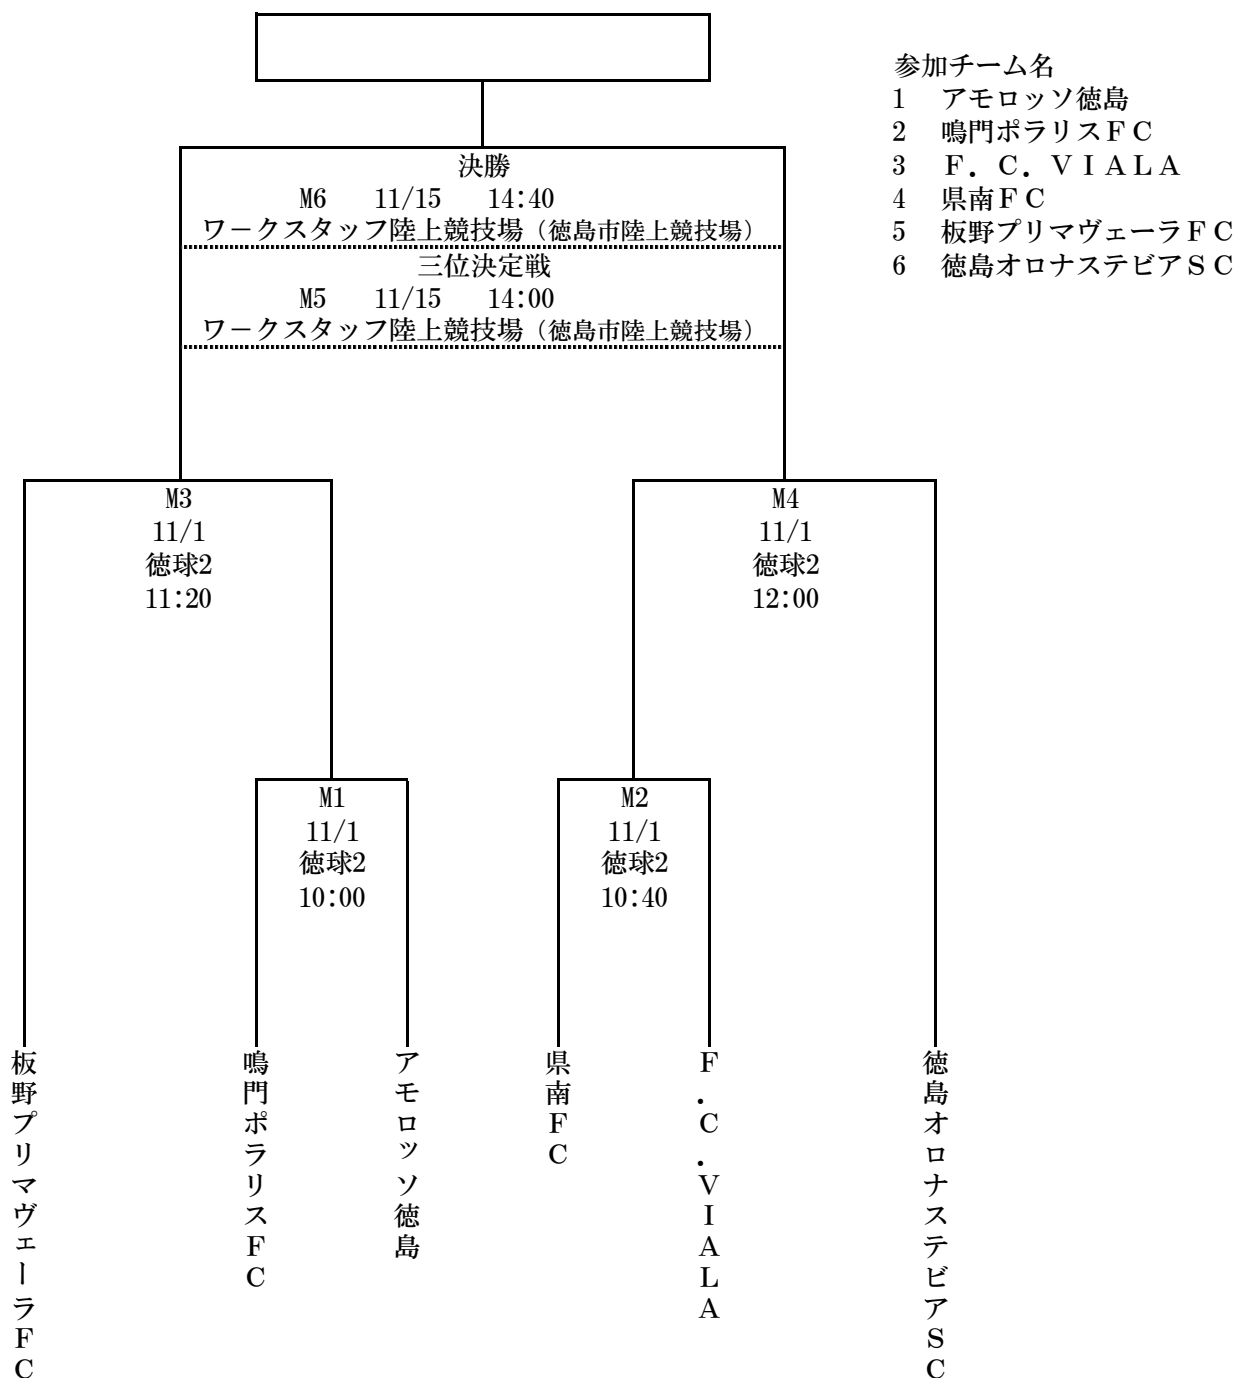 参加チーム名
1 アモロッソ徳島
2 鳴門ポラリスＦＣ
3 Ｆ．Ｃ．ＶＩＡＬＡ
4 県南ＦＣ
5 板野プリマヴェーラＦＣ
6 徳島オロナステビアＳＣ
決勝
M6 11/15 14:40
ワークスタッフ陸上競技場（徳島市陸上競技場）
三位決定戦
M5 11/15 14:00
ワークスタッフ陸上競技場（徳島市陸上競技場）
M3
11/1
徳球2
11:20
M4
11/1
徳球2
12:00
M1
11/1
徳球2
10:00
M2
11/1
徳球2
10:40
板野プリマヴェーラＦＣ
鳴門ポラリスＦＣ
アモロッソ徳島
県南ＦＣ
Ｆ．Ｃ．ＶＩＡＬＡ
徳島オロナステビアＳＣ